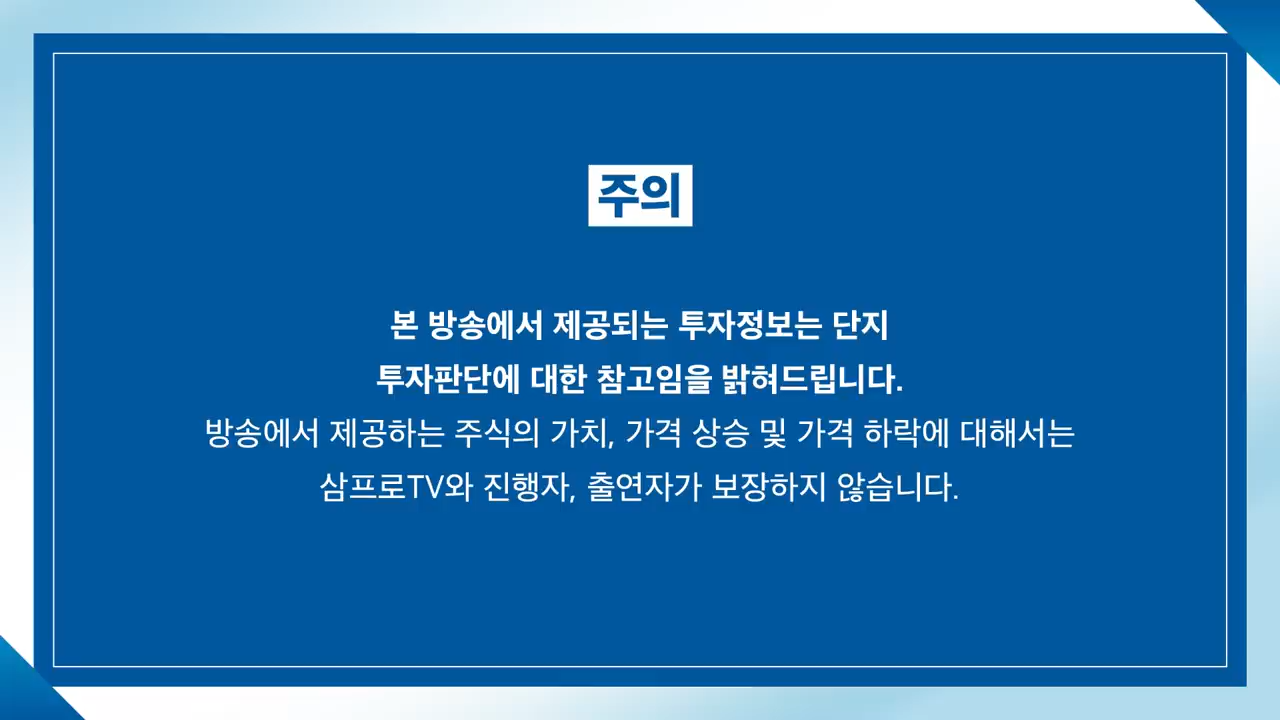 주의
본 방송에서 제공되는 투자정보는 단지
투자판단에 대한 참고임을 밝혀드립니다.
방송에서 제공하는 주식의 가치, 가격 상승 및 가격 하락에 대해서는
삼프로TV와 진행자, 출연자가 보장하지 않습니다.